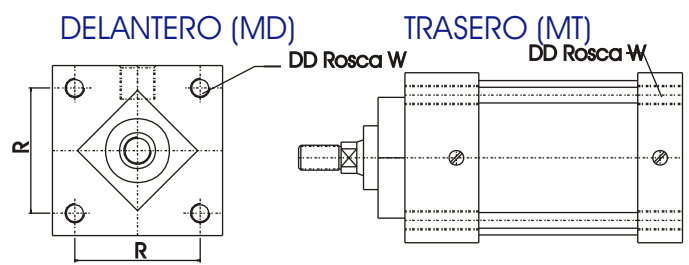 DELANTERO (MD)
TRASERO (MT)
DD Rosca W
DD Rosca W
R
R